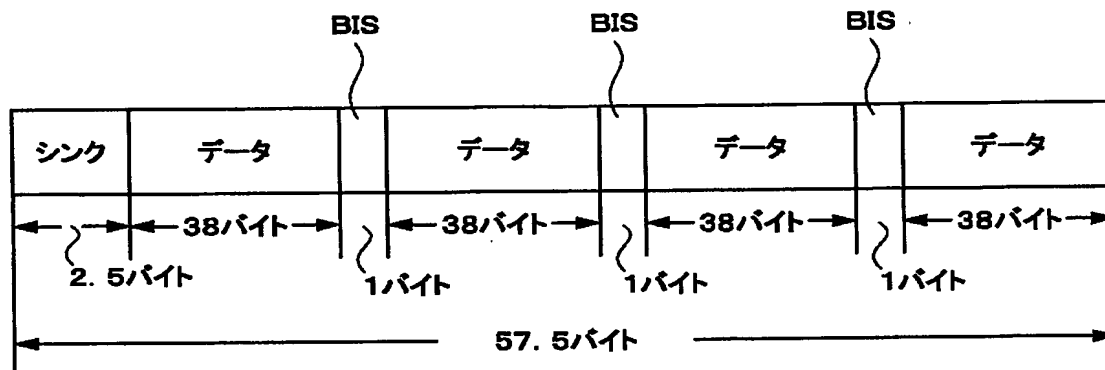 BIS BIS BIS
シンク データ データ データ データ
38バイト 38バイト 38バイト 38バイト
2. 5バイト 1バイト 1バイト 1バイト
57. 5バイト